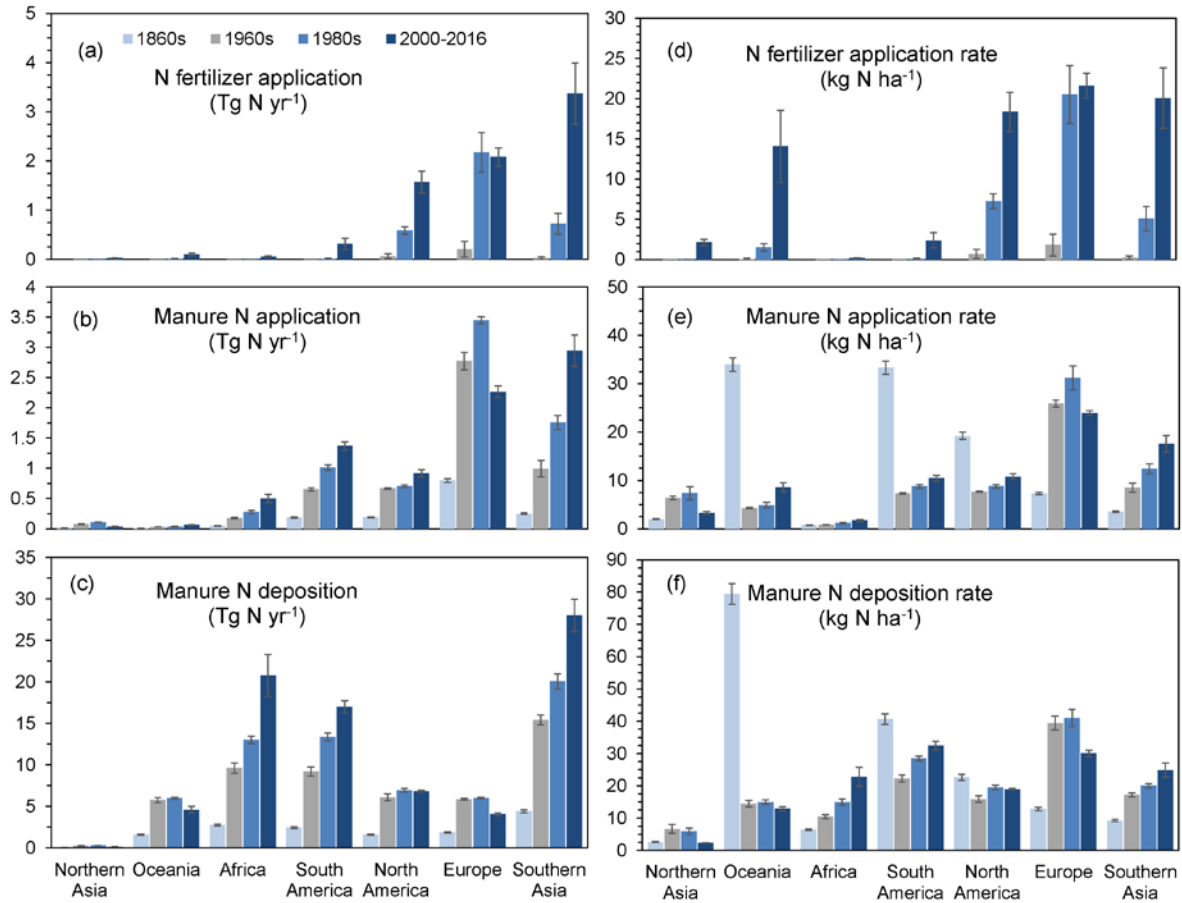 (a)
1860s 1960s 1980s 2000-2016
N fertilizer application
(Tg N yr⁻¹)
5
4
3
2
1
0
(d)
N fertilizer application rate
(kg N ha⁻¹)
30
25
20
15
10
5
0
(b)
Manure N application
(Tg N yr⁻¹)
4
3.5
3
2.5
2
1.5
1
0.5
0
(e)
Manure N application rate
(kg N ha⁻¹)
50
40
30
20
10
0
(c)
Manure N deposition
(Tg N yr⁻¹)
35
30
25
20
15
10
5
0
Northern Asia
Oceania
Africa
South America
North America
Europe
Southern Asia
(f)
Manure N deposition rate
(kg N ha⁻¹)
90
80
70
60
50
40
30
20
10
0
Northern Asia
Oceania
Africa
South America
North America
Europe
Southern Asia